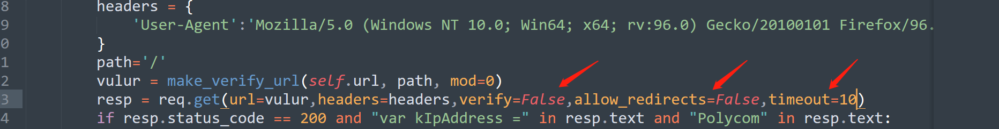 8 headers = {
9 'User-Agent':'Mozilla/5.0 (Windows NT 10.0; Win64; x64; rv:96.0) Gecko/20100101 Firefox/96.
0 }
1 path='/'
2 vulur = make_verify_url(self.url, path, mod=0)
3 resp = req.get(url=vulur,headers=headers,verify=False,allow_redirects=False,timeout=10)
4 if resp.status_code == 200 and "var kIpAddress =" in resp.text and "Polycom" in resp.text: